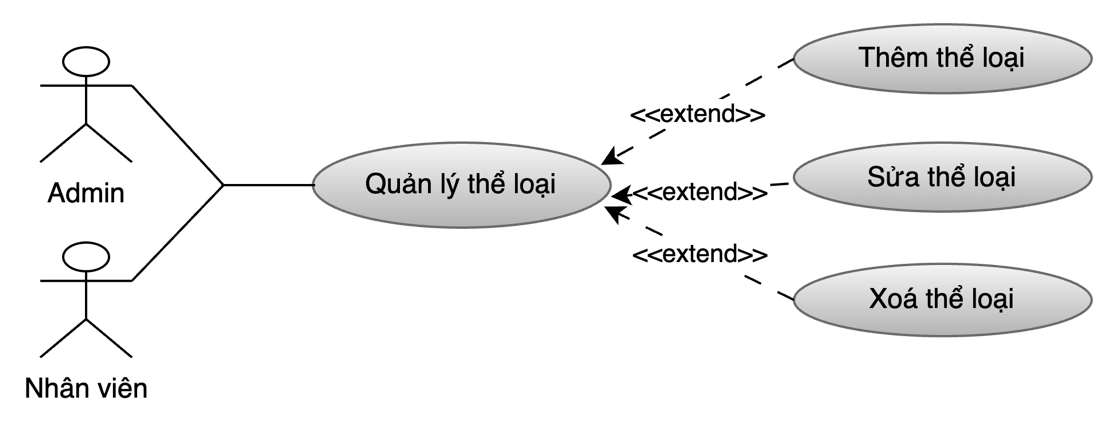 Admin
Nhân viên
Quản lý thể loại
<<extend>>
<<extend>>
<<extend>>
Thêm thể loại
Sửa thể loại
Xoá thể loại